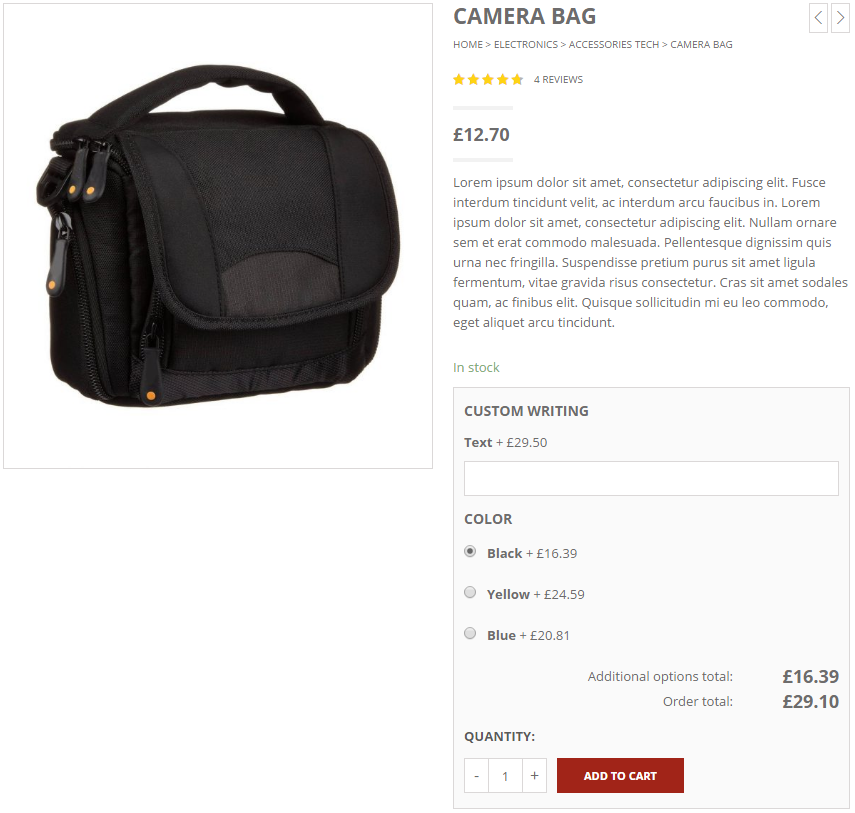 CAMERA BAG
HOME > ELECTRONICS > ACCESSORIES TECH > CAMERA BAG
4 REVIEWS
£12.70
Lorem ipsum dolor sit amet, consectetur adipiscing elit. Fusce
interdum tincidunt velit, ac interdum arcu faucibus in. Lorem
ipsum dolor sit amet, consectetur adipiscing elit. Nullam ornare
sem et erat commodo malesuada. Pellentesque dignissim quis
urna nec fringilla. Suspendisse pretium purus sit amet ligula
fermentum, vitae gravida risus consectetur. Cras sit amet sodales
quam, ac finibus elit. Quisque sollicitudin mi eu leo commodo,
eget aliquet arcu tincidunt.
In stock
CUSTOM WRITING
Text + £29.50
COLOR
Black + £16.39
Yellow + £24.59
Blue + £20.81
Additional options total: £16.39
Order total: £29.10
QUANTITY:
- 1 + ADD TO CART